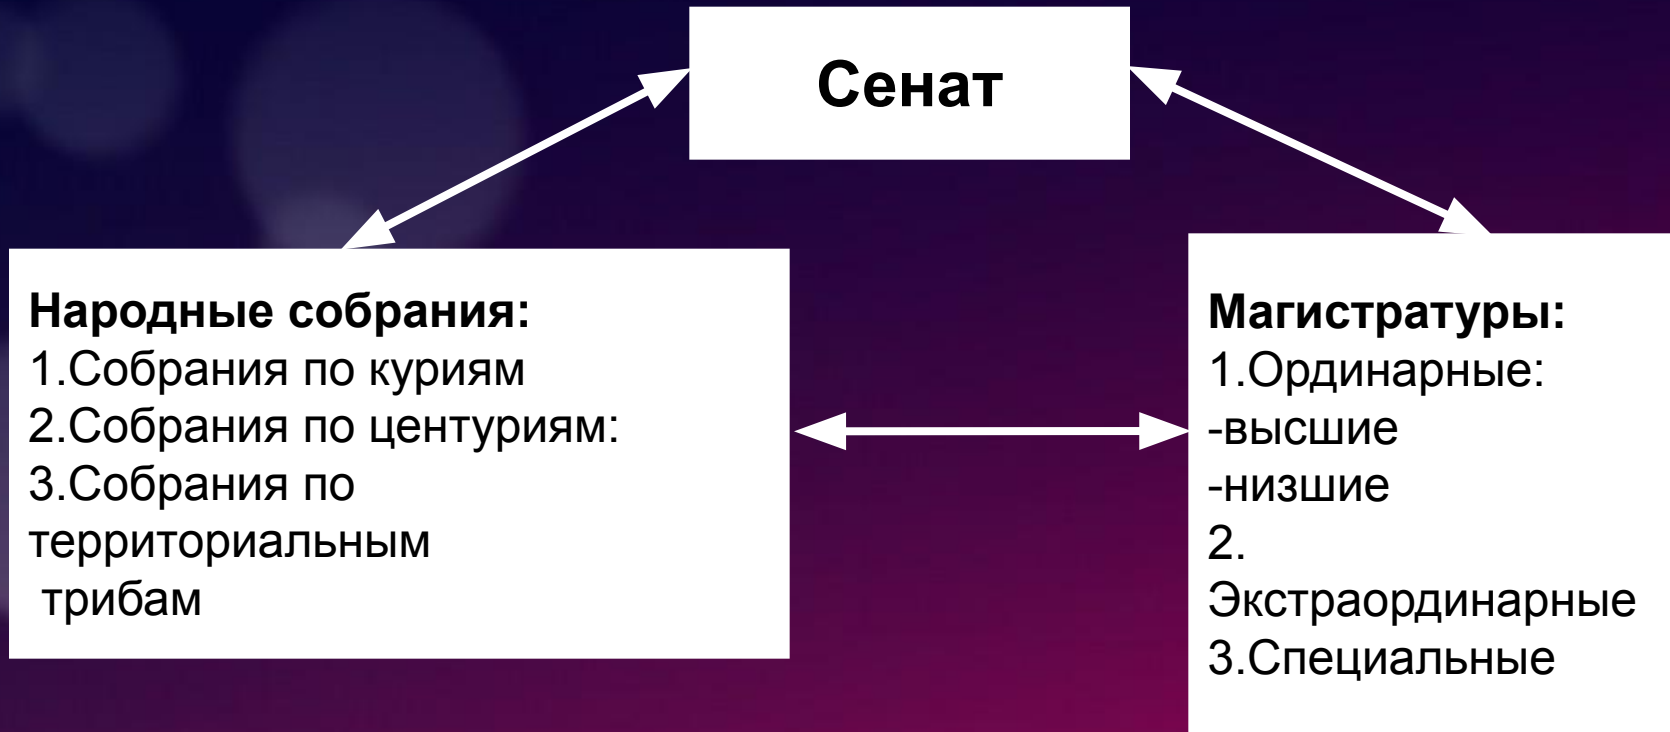 Сенат
Народные собрания:
1.Собрания по куриям
2.Собрания по центуриям:
3.Собрания по
территориальным
трибам
Магистратуры:
1.Ординарные:
-высшие
-низшие
2.
Экстраординарные
3.Специальные